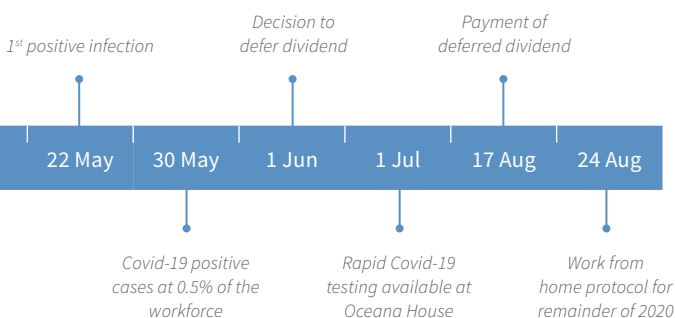 1st positive infection
Decision to
defer dividend
Payment of
deferred dividend
22 May
30 May
1 Jun
1 Jul
17 Aug
24 Aug
Covid-19 positive
cases at 0.5% of the
workforce
Rapid Covid-19
testing available at
Oceana House
Work from
home protocol for
remainder of 2020